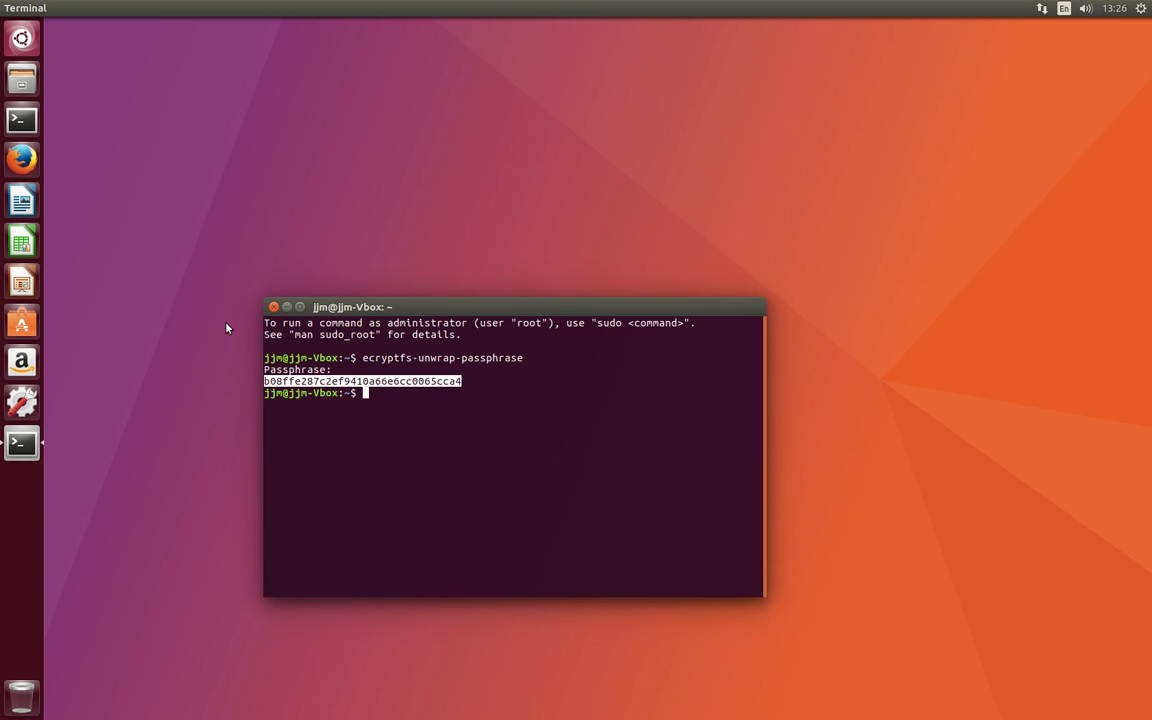 Terminal
En
13:26
jjm@jjm-Vbox: ~
To run a command as administrator (user "root"), use "sudo <command>".
See "man sudo_root" for details.
jjm@jjm-Vbox:~$ ecryptfs-unwrap-passphrase
Passphrase:
b08ffe287c2ef9410a66e6cc0065cca4
jjm@jjm-Vbox:~$